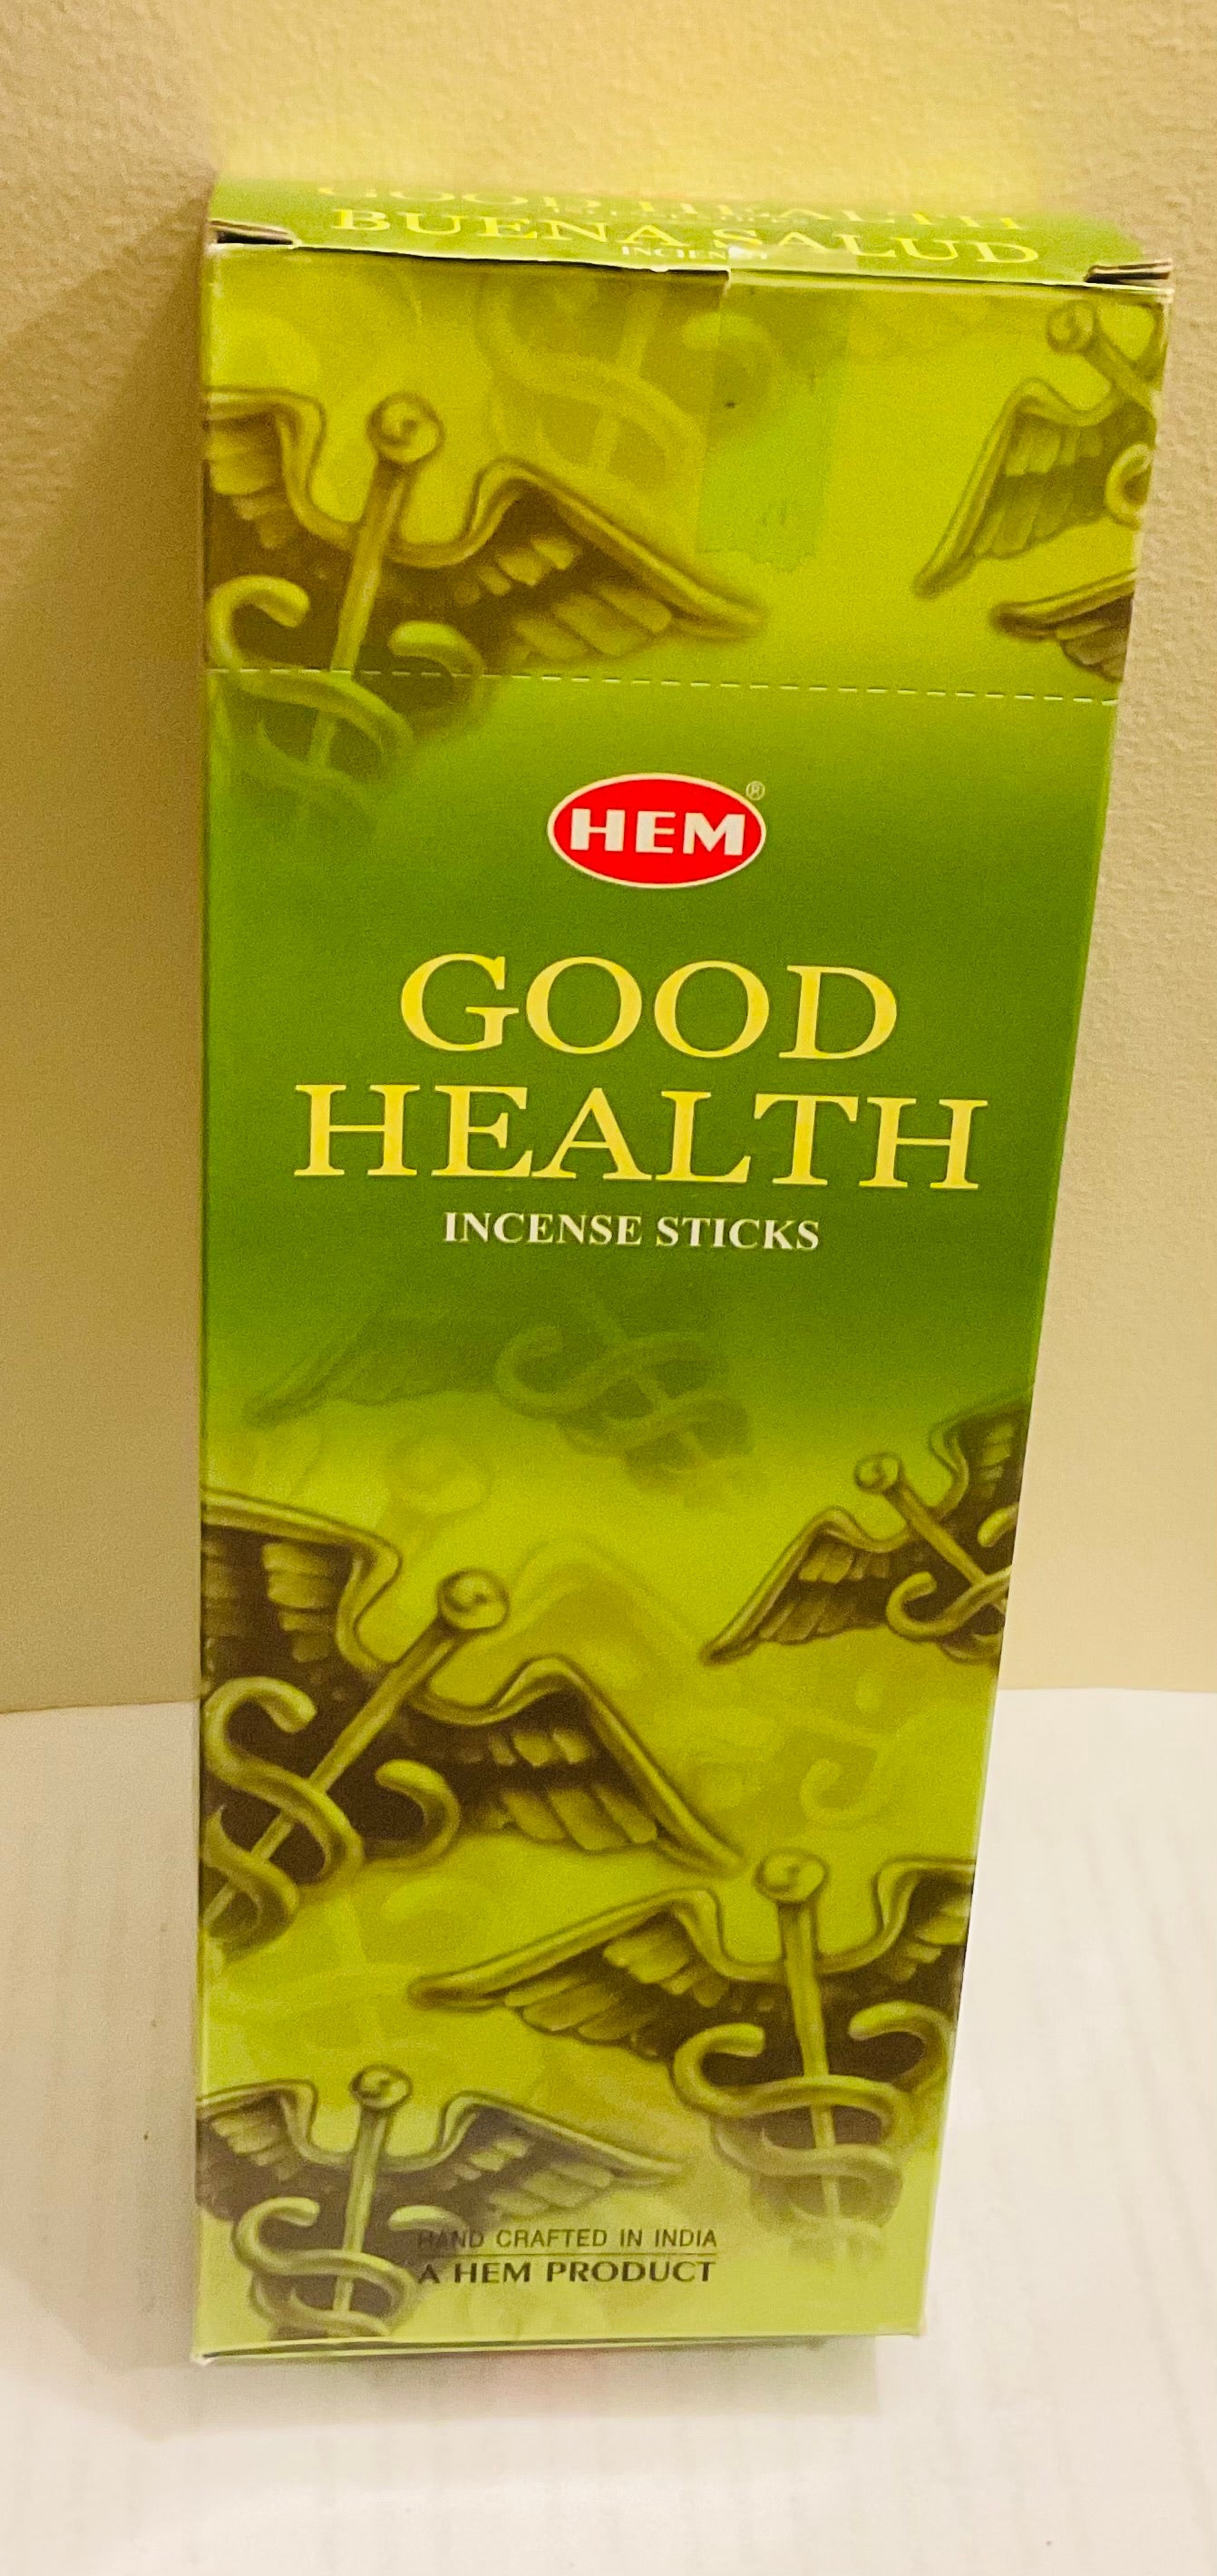 GOOD HEALTH
BUENA SALUD
HEM®
GOOD
HEALTH
INCENSE STICKS
HAND CRAFTED IN INDIA
A HEM PRODUCT